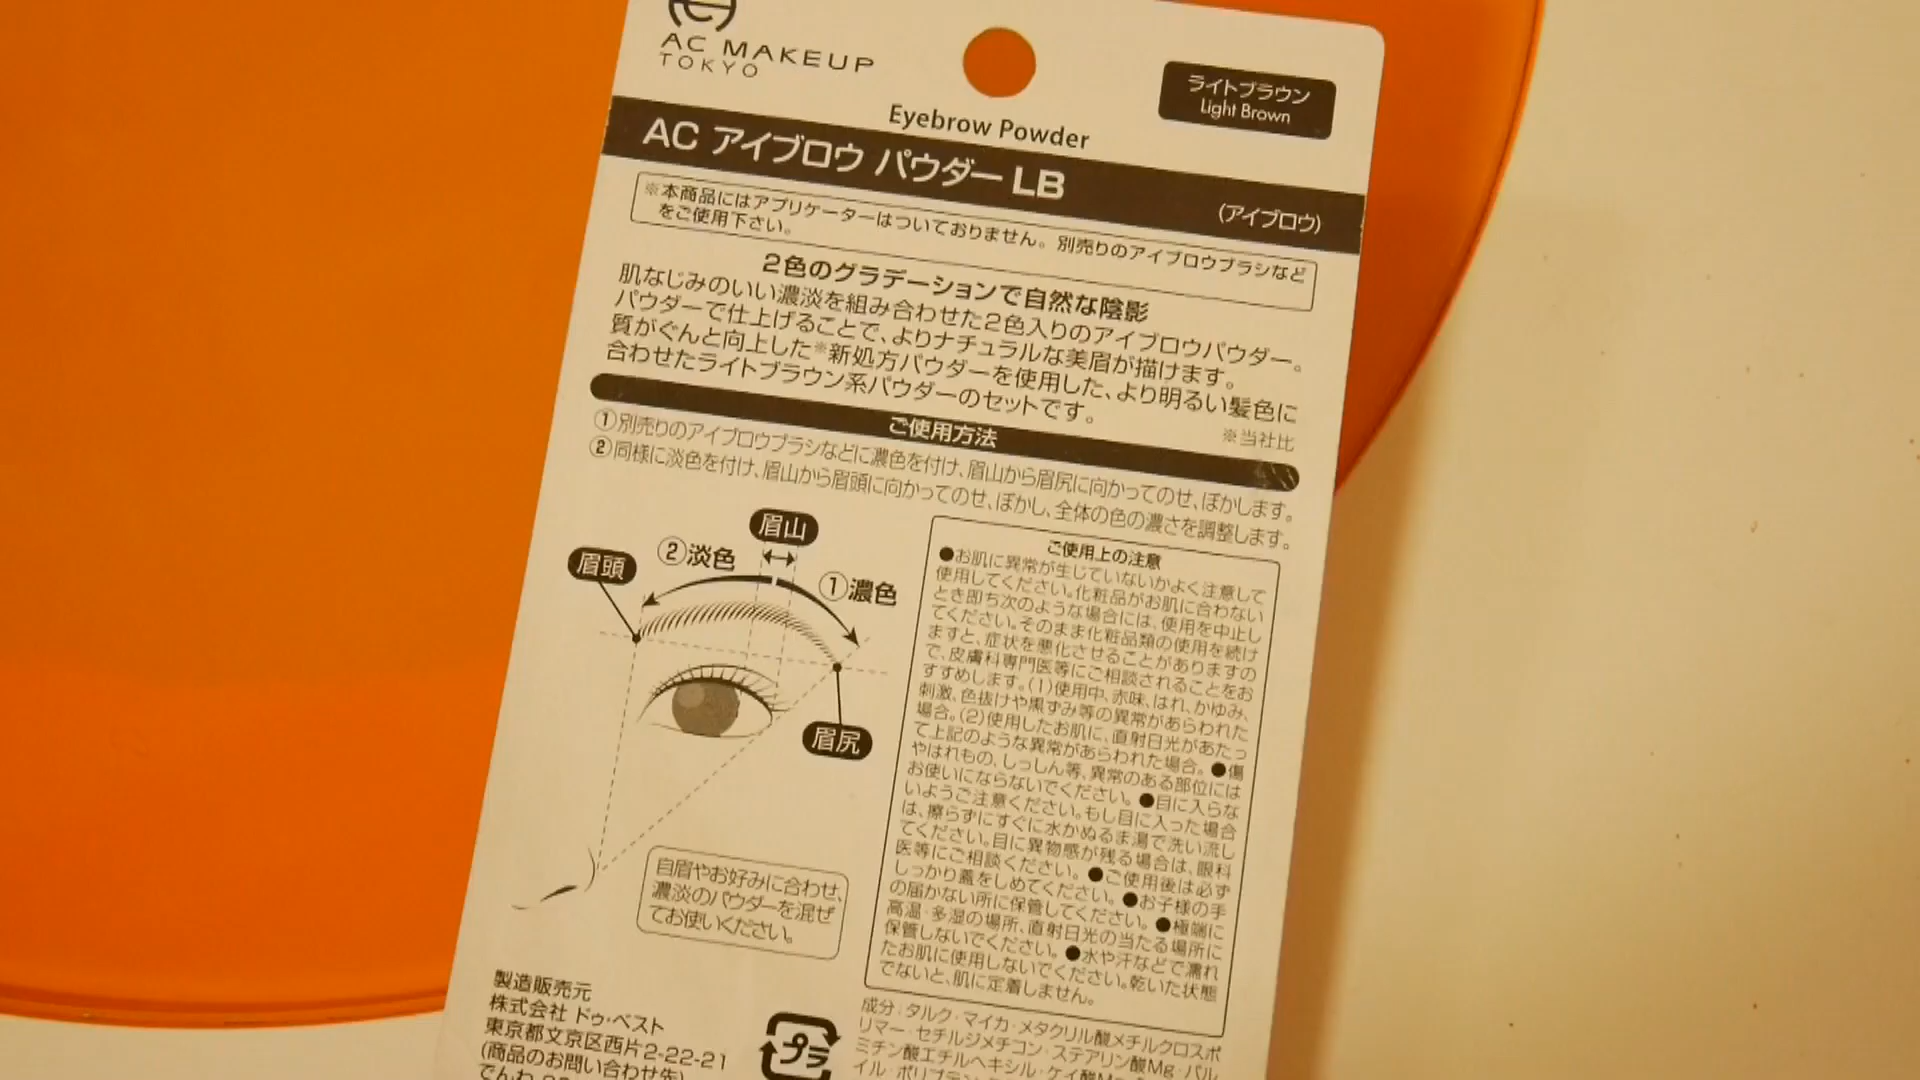 AC MAKEUP
TOKYO
ライトブラウン
Light Brown
Eyebrow Powder
AC アイブロウ パウダー LB
(アイブロウ)
※本商品にはアプリケーターはついておりません。別売りのアイブロウブラシなど
をご使用下さい。
2色のグラデーションで自然な陰影
肌なじみのいい濃淡を組み合わせた2色入りのアイブロウパウダー。
パウダーで仕上げることで、よりナチュラルな美眉が描けます。
質がぐんと向上した※新処方パウダーを使用した、より明るい髪色に
合わせたライトブラウン系パウダーのセットです。
※当社比
ご使用方法
①別売りのアイブロウブラシなどに濃色を付け、眉山から眉尻に向かってのせ、ぼかします。
②同様に淡色を付け、眉山から眉頭に向かってのせ、ぼかし、全体の色の濃さを調整します。
眉山
眉頭
②淡色
①濃色
眉尻
自眉やお好みに合わせ、
濃淡のパウダーを混ぜ
てお使いください。
ご使用上の注意
●お肌に異常が生じていないかよく注意して
使用してください。化粧品がお肌に合わない
とき即ち次のような場合には、使用を中止し
てください。そのまま化粧品類の使用を続け
ますと、症状を悪化させることがありますの
で、皮膚科専門医等にご相談されることをお
すすめします。(1)使用中、赤味、はれ、かゆみ、
刺激、色抜けや黒ずみ等の異常があらわれた
場合。(2)使用したお肌に、直射日光があたっ
て上記のような異常があらわれた場合。●傷
やはれもの、しっしん等、異常のある部位には
お使いにならないでください。●目に入らな
いようご注意ください。もし目に入った場合
は、擦らずにすぐに水かぬるま湯で洗い流し
てください。目に異物感が残る場合は、眼科
医等にご相談ください。●ご使用後は必ず
しっかり蓋をしめてください。●お子様の手
の届かない所に保管してください。●極端に
高温・多湿の場所、直射日光の当たる場所に
保管しないでください。●水や汗などで濡れ
たお肌に使用しないでください。乾いた状態
でないと、肌に定着しません。
製造販売元
株式会社 ドゥ・ベスト
東京都文京区西片2-22-21
(商品のお問い合わせ先)
でんわ
プラ
成分:タルク・マイカ・メタクリル酸メチルクロスポ
リマー・セチルジメチコン・ステアリン酸Mg・パル
ミチン酸エチルヘキシル・ケイ酸
イル・ポリブテン